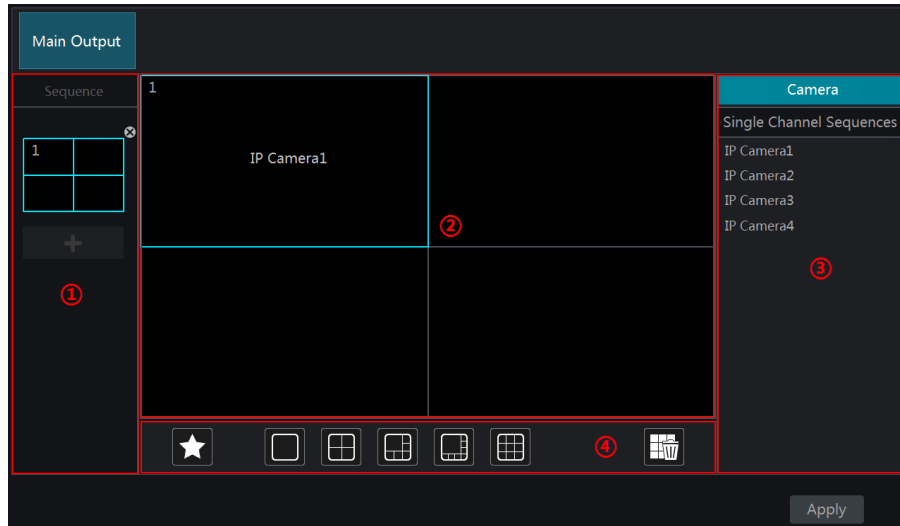 Main Output
Sequence
1
①
1
IP Camera1
②
Camera
Single Channel Sequences
IP Camera1
IP Camera2
IP Camera3
IP Camera4
③
④
Apply